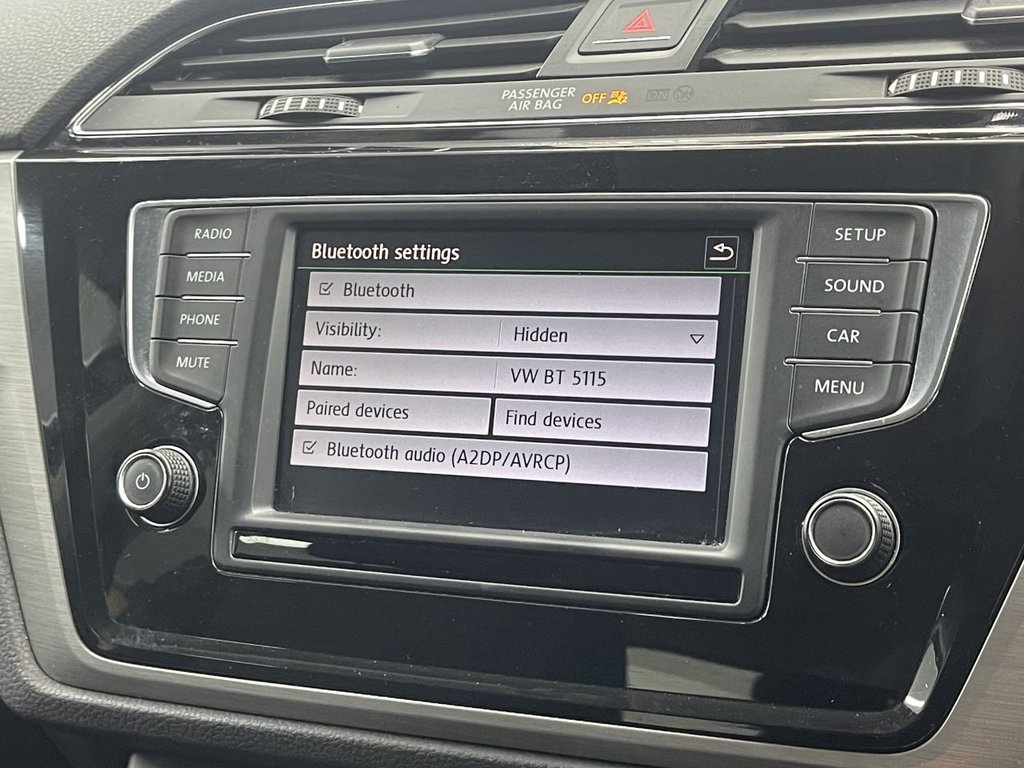 PASSENGER
AIR BAG
OFF
ON
RADIO
MEDIA
PHONE
MUTE
Bluetooth settings
Bluetooth
Visibility: Hidden
Name: VW BT 5115
Paired devices Find devices
Bluetooth audio (A2DP/AVRCP)
SETUP
SOUND
CAR
MENU